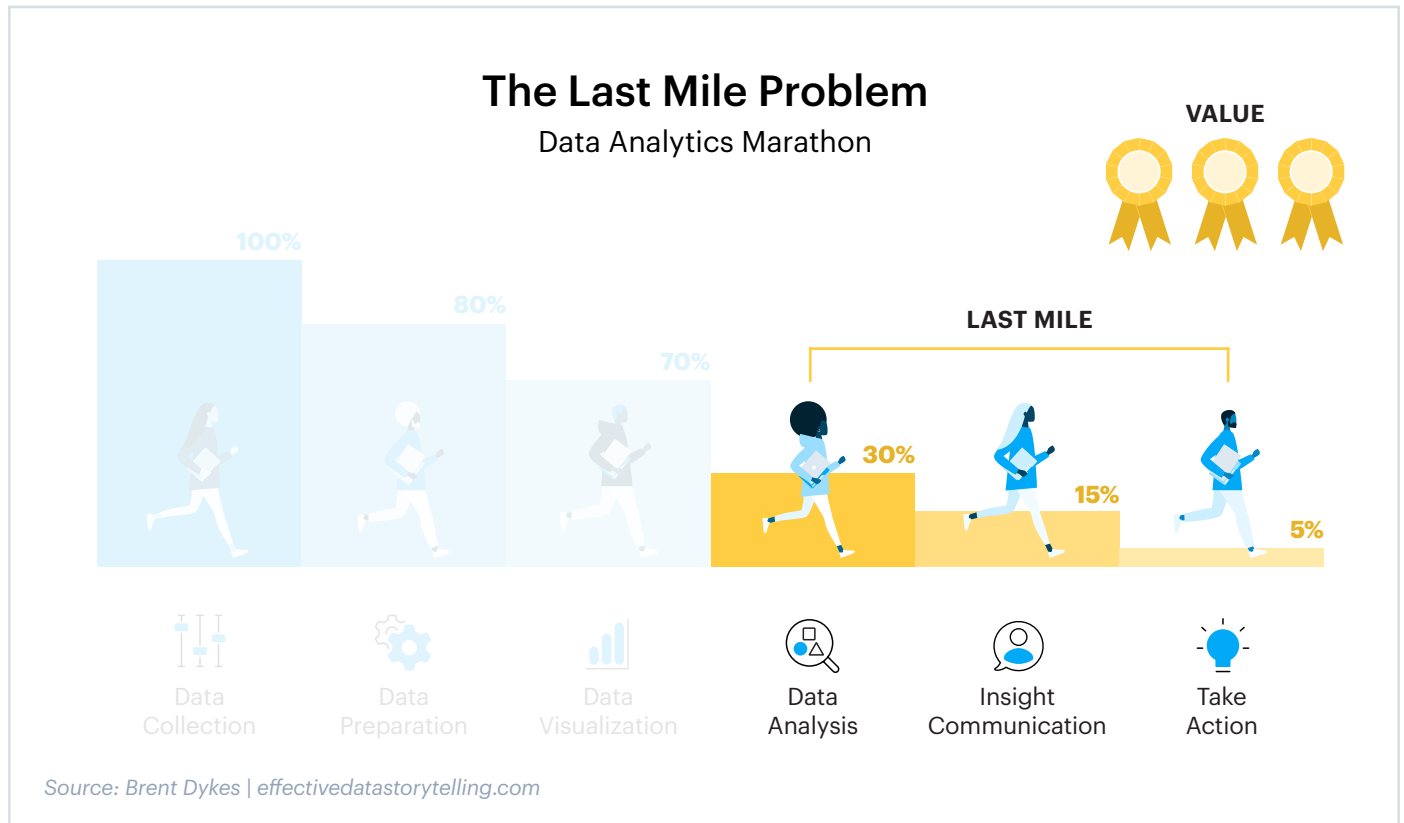 The Last Mile Problem
Data Analytics Marathon
VALUE
100%
80%
70%
LAST MILE
30%
15%
5%
Data
Collection
Data
Preparation
Data
Visualization
Data
Analysis
Insight
Communication
Take
Action
Source: Brent Dykes | effectivedatastorytelling.com